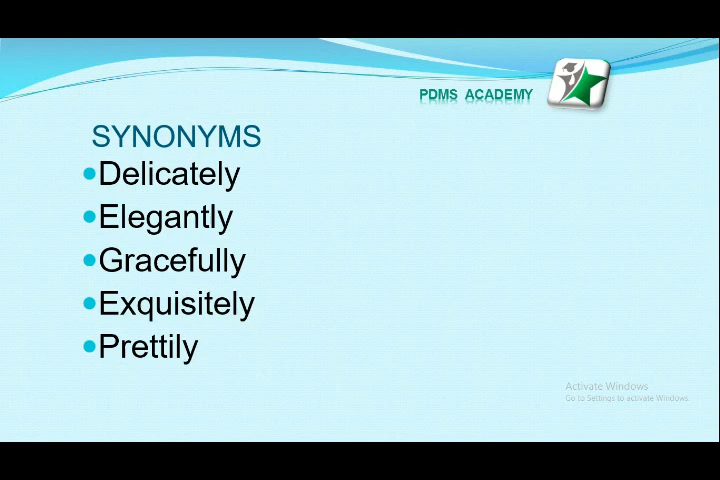 PDMS ACADEMY
SYNONYMS
•Delicately
•Elegantly
•Gracefully
•Exquisitely
•Prettily
Activate Windows
Go to Settings to activate Windows.